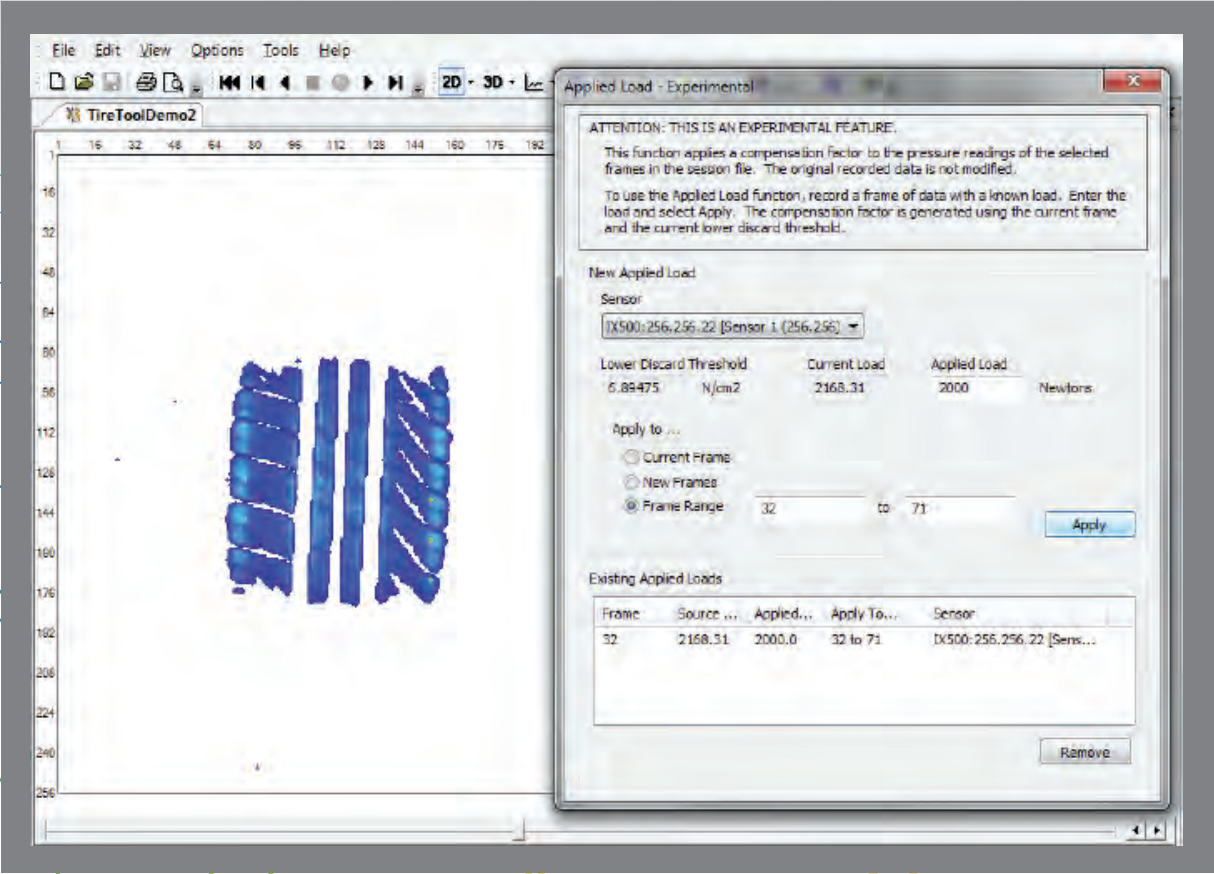 File Edit View Options Tools Help
2D 3D
TireToolDemo2
1 16 32 48 64 80 96 112 128 144 160 176 192
1
16
32
48
64
80
96
112
128
144
160
176
192
208
224
240
256
Applied Load - Experimental
ATTENTION: THIS IS AN EXPERIMENTAL FEATURE.
This function applies a compensation factor to the pressure readings of the selected
frames in the session file. The original recorded data is not modified.
To use the Applied Load function, record a frame of data with a known load. Enter the
load and select Apply. The compensation factor is generated using the current frame
and the current lower discard threshold.
New Applied Load
Sensor
IX500:256.256.22 [Sensor 1 (256,256]
Lower Discard Threshold Current Load Applied Load
6.89475 N/cm2 2168.31 2000 Newtons
Apply to ...
Current Frame
New Frames
Frame Range 32 to 71
Apply
Existing Applied Loads
Frame Source ... Applied... Apply To... Sensor
32 2168.31 2000.0 32 to 71 IX500:256.256.22 [Sens...
Remove